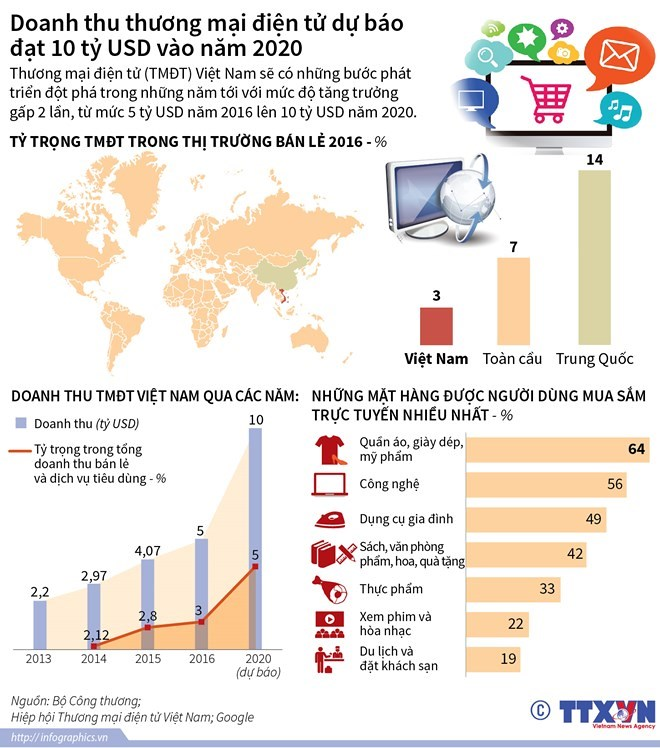 Doanh thu thương mại điện tử dự báo
đạt 10 tỷ USD vào năm 2020
Thương mại điện tử (TMĐT) Việt Nam sẽ có những bước phát
triển đột phá trong những năm tới với mức độ tăng trưởng
gấp 2 lần, từ mức 5 tỷ USD năm 2016 lên 10 tỷ USD năm 2020.
TỶ TRỌNG TMĐT TRONG THỊ TRƯỜNG BÁN LẺ 2016 - %
14
7
3
Việt Nam
Toàn cầu
Trung Quốc
DOANH THU TMĐT VIỆT NAM QUA CÁC NĂM:
Doanh thu (tỷ USD)
Tỷ trọng trong tổng
doanh thu bán lẻ
và dịch vụ tiêu dùng - %
10
5
4,07
2,97
2,2
5
3
2,8
2,12
2013
2014
2015
2016
2020
(dự báo)
NHỮNG MẶT HÀNG ĐƯỢC NGƯỜI DÙNG MUA SẮM
TRỰC TUYẾN NHIỀU NHẤT - %
Quần áo, giày dép,
mỹ phẩm
64
Công nghệ
56
Dụng cụ gia đình
49
Sách, văn phòng
phẩm, hoa, quà tặng
42
Thực phẩm
33
Xem phim và
hòa nhạc
22
Du lịch và
đặt khách sạn
19
Nguồn: Bộ Công thương;
Hiệp hội Thương mại điện tử Việt Nam; Google
© TTXVN
Vietnam News Agency
http://infographics.vn